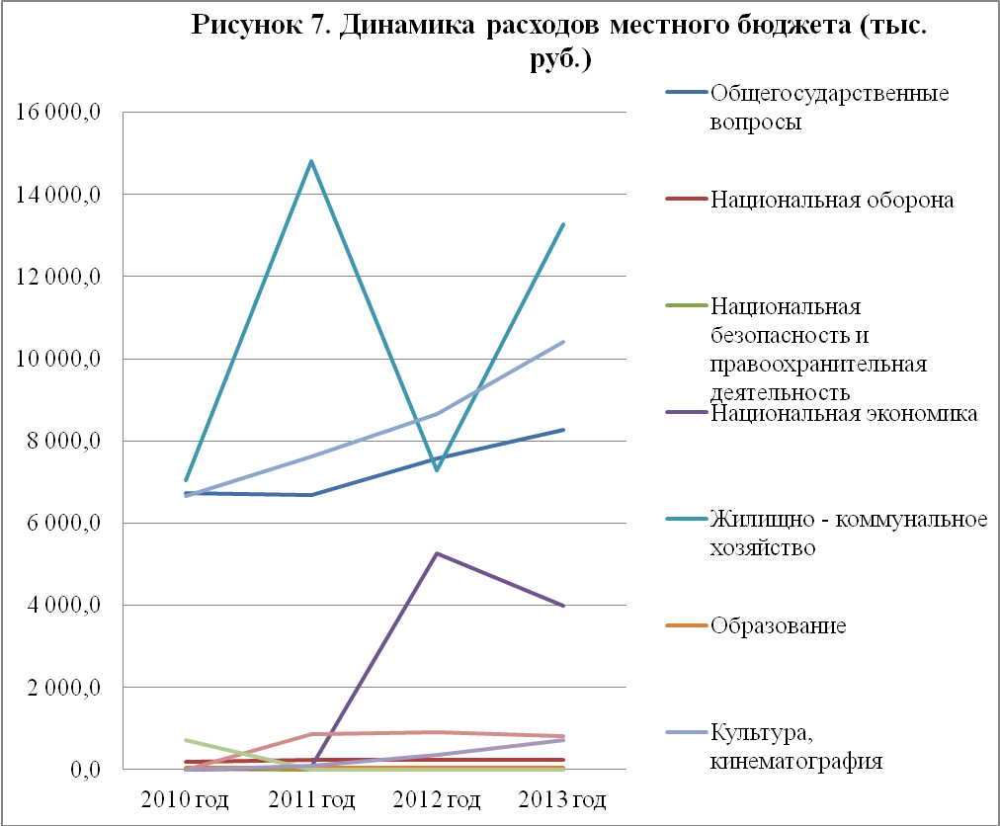 Рисунок 7. Динамика расходов местного бюджета (тыс.
руб.)
16 000,0
14 000,0
12 000,0
10 000,0
8 000,0
6 000,0
4 000,0
2 000,0
0,0
2010 год
2011 год
2012 год
2013 год
Общегосударственные
вопросы
Национальная оборона
Национальная
безопасность и
правоохранительная
деятельность
Национальная экономика
Жилищно - коммунальное
хозяйство
Образование
Культура,
кинематография